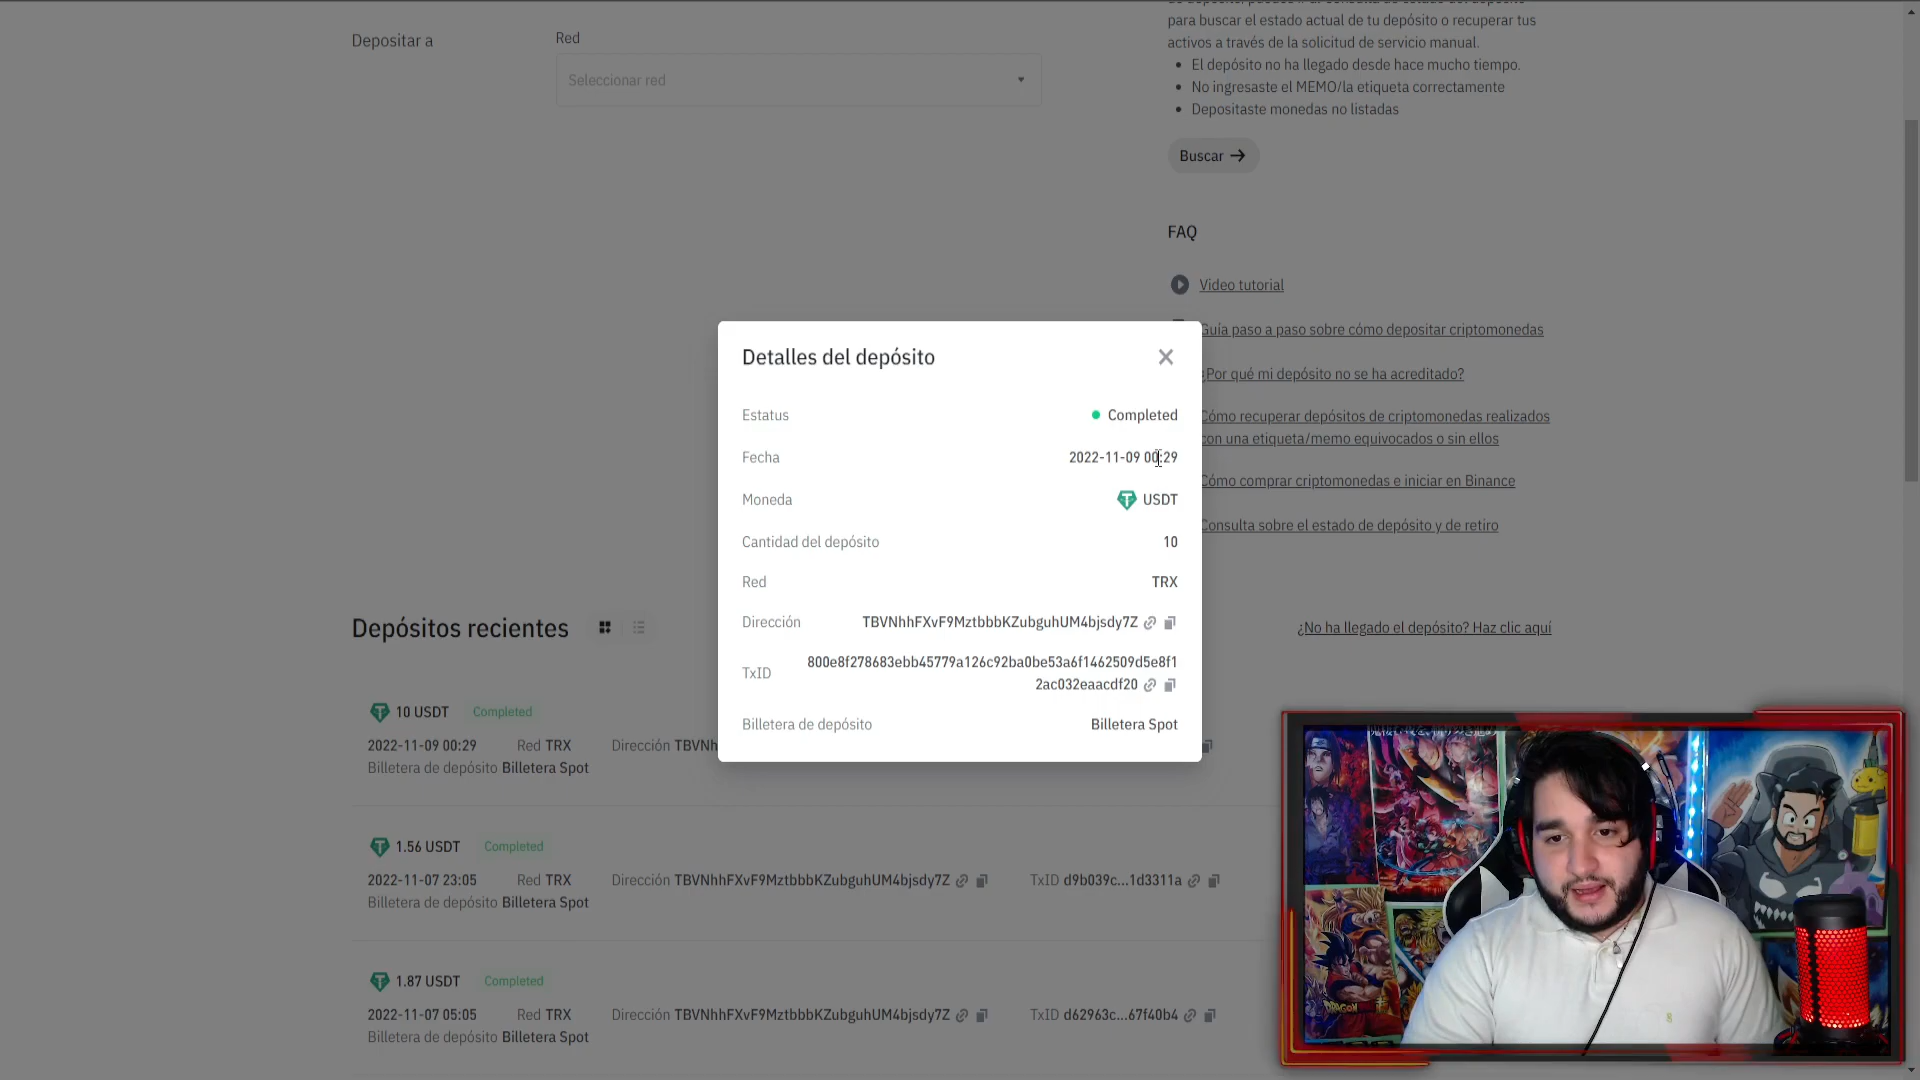 de depósito, puedes ir a Consulta de estado del depósito
para buscar el estado actual de tu depósito o recuperar tus
activos a través de la solicitud de servicio manual.
El depósito no ha llegado desde hace mucho tiempo.
No ingresaste el MEMO/la etiqueta correctamente
Depositaste monedas no listadas
Buscar
Depositar a
Red
Seleccionar red
FAQ
Video tutorial
Guía paso a paso sobre cómo depositar criptomonedas
¿Por qué mi depósito no se ha acreditado?
Cómo recuperar depósitos de criptomonedas realizados
con una etiqueta/memo equivocados o sin ellos
Cómo comprar criptomonedas e iniciar en Binance
Consulta sobre el estado de depósito y de retiro
Detalles del depósito
Estatus Completed
Fecha 2022-11-09 00:29
Moneda USDT
Cantidad del depósito 10
Red TRX
Dirección TBVNhhFXvF9MztbbbKZubguhUM4bjsdy7Z
TxID 800e8f278683ebb45779a126c92ba0be53a6f1462509d5e8f1
2ac032eaacdf20
Billetera de depósito Billetera Spot
Depósitos recientes
¿No ha llegado el depósito? Haz clic aquí
10 USDT Completed
2022-11-09 00:29 Red TRX Dirección TBVNh
Billetera de depósito Billetera Spot
1.56 USDT Completed
2022-11-07 23:05 Red TRX Dirección TBVNhhFXvF9MztbbbKZubguhUM4bjsdy7Z TxID d9b039c...1d3311a
Billetera de depósito Billetera Spot
1.87 USDT Completed
2022-11-07 05:05 Red TRX Dirección TBVNhhFXvF9MztbbbKZubguhUM4bjsdy7Z TxID d62963c...67f40b4
Billetera de depósito Billetera Spot